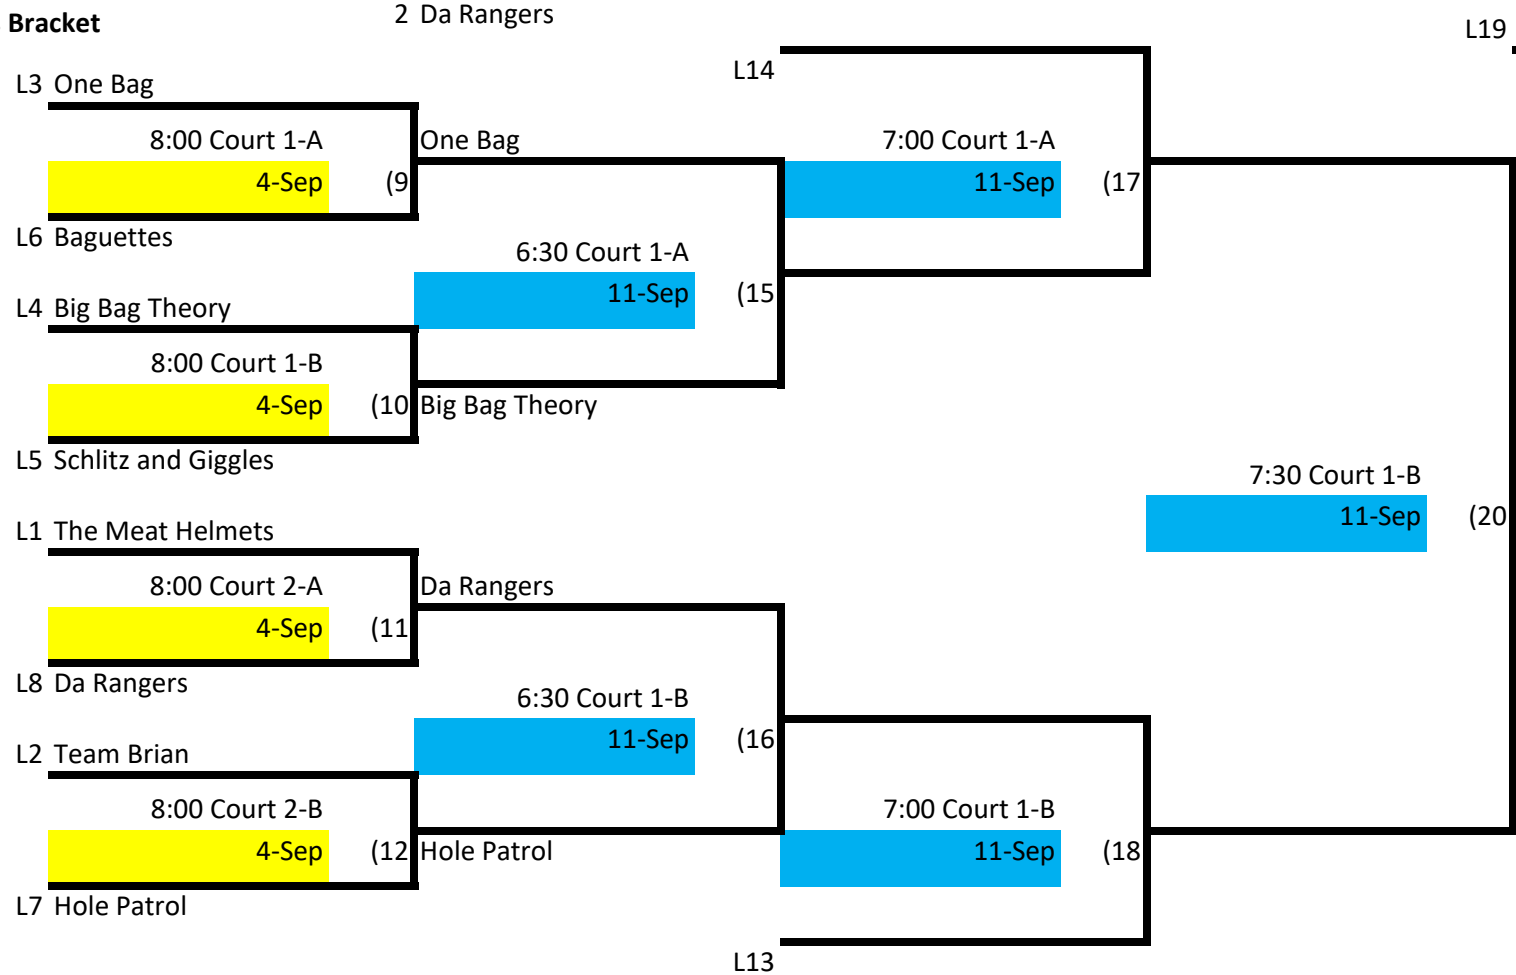 2 Da Rangers
Bracket
L19
L14
L3 One Bag
8:00 Court 1-A
One Bag
7:00 Court 1-A
4-Sep (9
11-Sep (17
L6 Baguettes
6:30 Court 1-A
11-Sep (15
L4 Big Bag Theory
8:00 Court 1-B
4-Sep (10
Big Bag Theory
L5 Schlitz and Giggles
7:30 Court 1-B
11-Sep (20
L1 The Meat Helmets
8:00 Court 2-A
Da Rangers
4-Sep (11
L8 Da Rangers
6:30 Court 1-B
11-Sep (16
L2 Team Brian
8:00 Court 2-B
7:00 Court 1-B
4-Sep (12
Hole Patrol
11-Sep (18
L7 Hole Patrol
L13